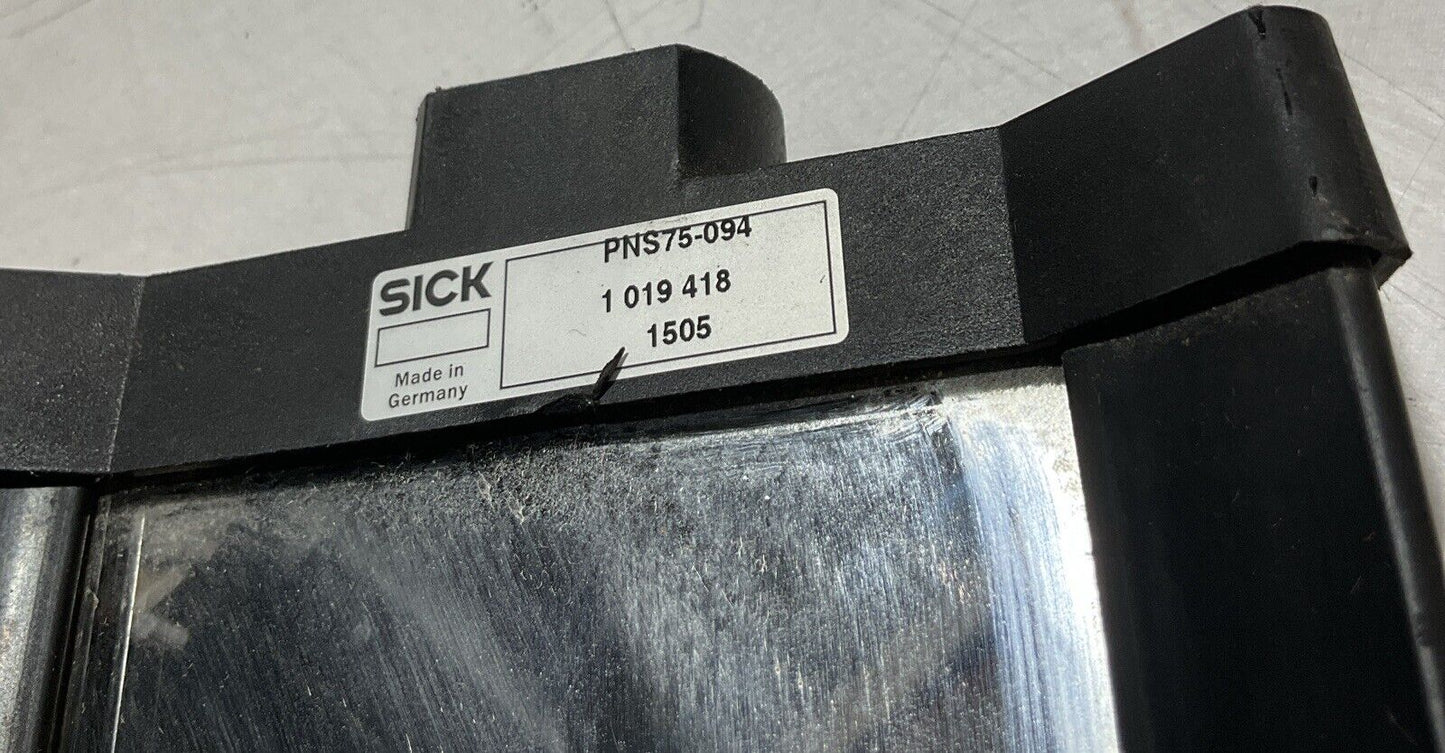 SICK
Made in
Germany
PNS75-094
1 019 418
1505